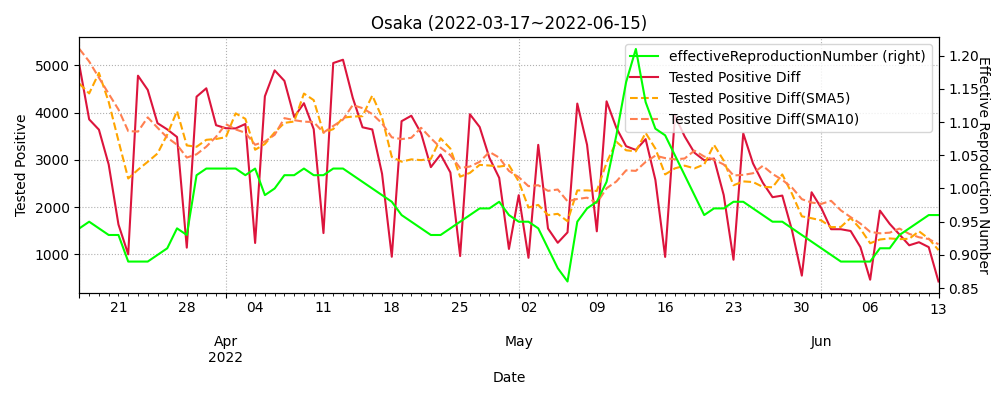 Osaka (2022-03-17~2022-06-15)
effectiveReproductionNumber (right)
Tested Positive Diff
Tested Positive Diff(SMA5)
Tested Positive Diff(SMA10)
Tested Positive
5000
4000
3000
2000
1000
1.20
1.15
1.10
1.05
1.00
0.95
0.90
0.85
Effective Reproduction Number
21 28 04 11 18 25 02 09 16 23 30 06 13
Apr May Jun
2022
Date